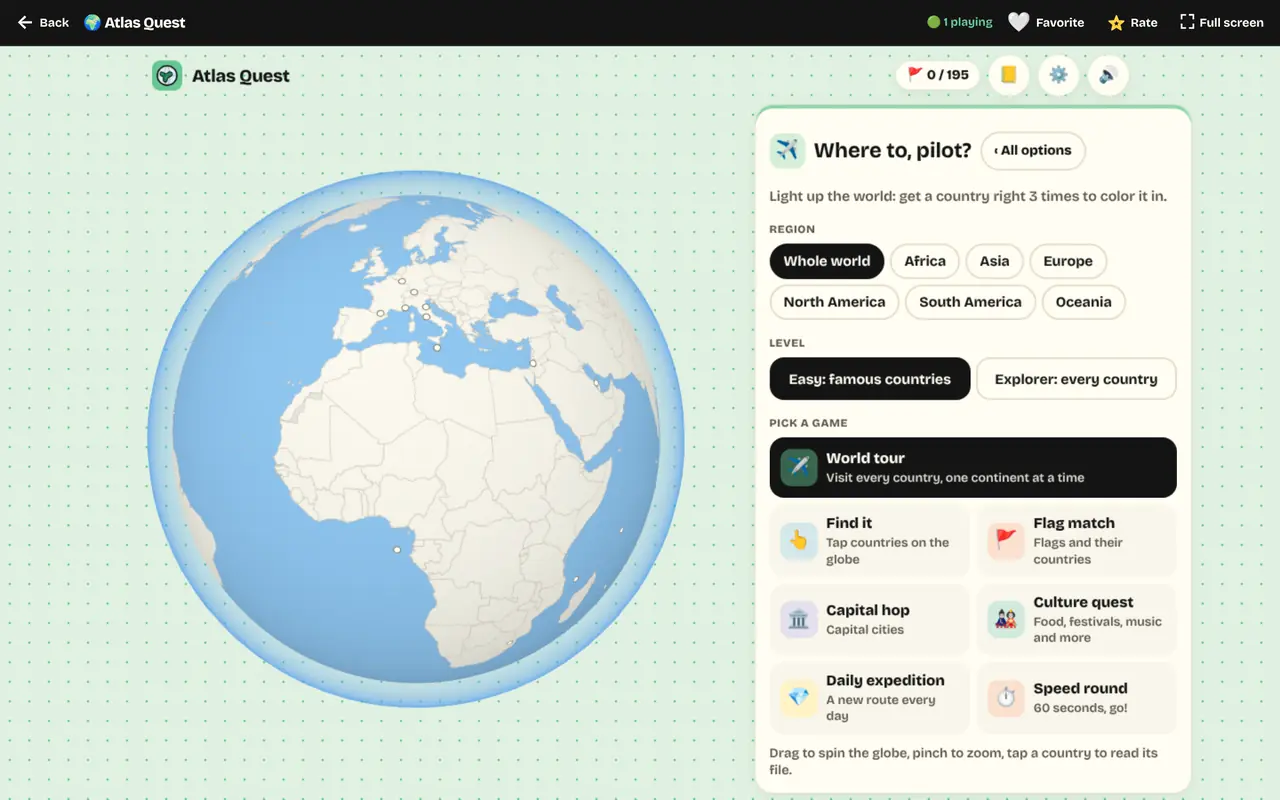 Back
Atlas Quest
1 playing
Favorite
Rate
Full screen
Atlas Quest
0 / 195
Where to, pilot?
‹ All options
Light up the world: get a country right 3 times to color it in.
REGION
Whole world
Africa
Asia
Europe
North America
South America
Oceania
LEVEL
Easy: famous countries
Explorer: every country
PICK A GAME
World tour
Visit every country, one continent at a time
Find it
Tap countries on the
globe
Flag match
Flags and their
countries
Capital hop
Capital cities
Culture quest
Food, festivals, music
and more
Daily expedition
A new route every
day
Speed round
60 seconds, go!
Drag to spin the globe, pinch to zoom, tap a country to read its
file.